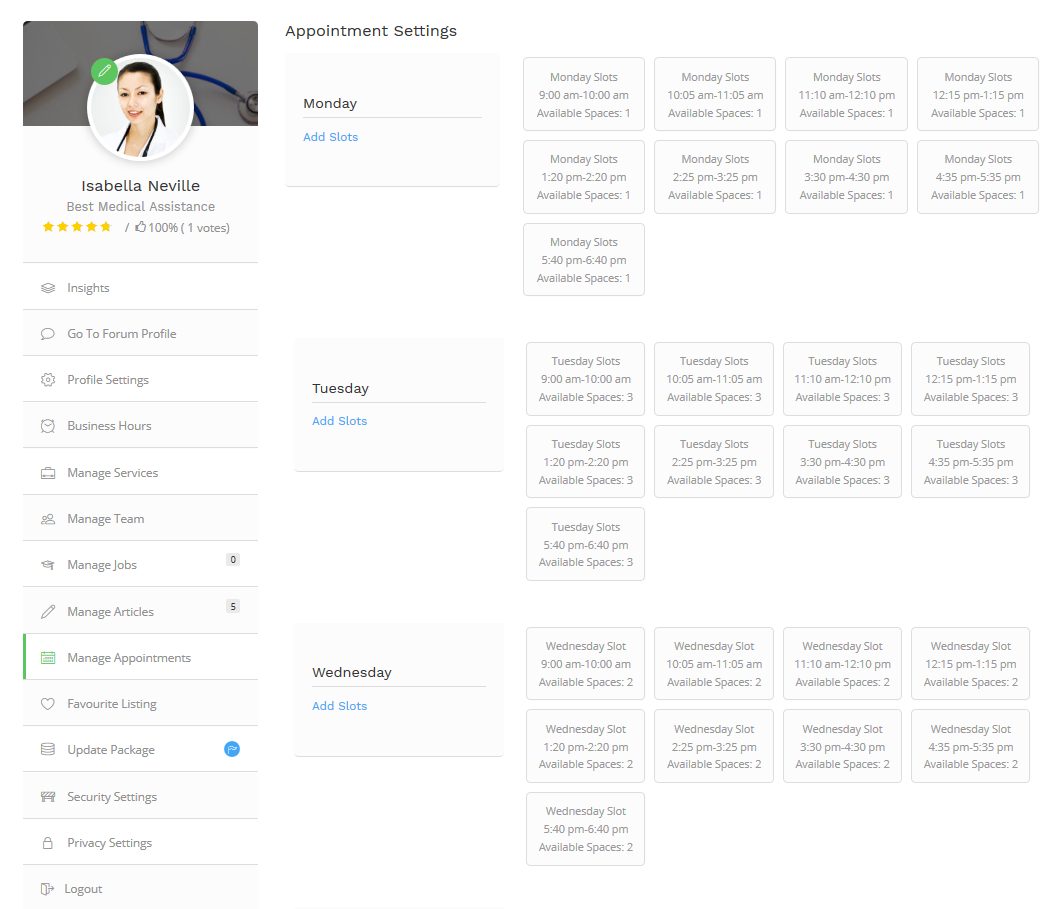 Isabella Neville
Best Medical Assistance
/ 100% ( 1 votes)
Insights
Go To Forum Profile
Profile Settings
Business Hours
Manage Services
Manage Team
Manage Jobs 0
Manage Articles 5
Manage Appointments
Favourite Listing
Update Package
Security Settings
Privacy Settings
Logout
Appointment Settings
Monday
Add Slots
Monday Slots
9:00 am-10:00 am
Available Spaces: 1
Monday Slots
10:05 am-11:05 am
Available Spaces: 1
Monday Slots
11:10 am-12:10 pm
Available Spaces: 1
Monday Slots
12:15 pm-1:15 pm
Available Spaces: 1
Monday Slots
1:20 pm-2:20 pm
Available Spaces: 1
Monday Slots
2:25 pm-3:25 pm
Available Spaces: 1
Monday Slots
3:30 pm-4:30 pm
Available Spaces: 1
Monday Slots
4:35 pm-5:35 pm
Available Spaces: 1
Monday Slots
5:40 pm-6:40 pm
Available Spaces: 1
Tuesday
Add Slots
Tuesday Slots
9:00 am-10:00 am
Available Spaces: 3
Tuesday Slots
10:05 am-11:05 am
Available Spaces: 3
Tuesday Slots
11:10 am-12:10 pm
Available Spaces: 3
Tuesday Slots
12:15 pm-1:15 pm
Available Spaces: 3
Tuesday Slots
1:20 pm-2:20 pm
Available Spaces: 3
Tuesday Slots
2:25 pm-3:25 pm
Available Spaces: 3
Tuesday Slots
3:30 pm-4:30 pm
Available Spaces: 3
Tuesday Slots
4:35 pm-5:35 pm
Available Spaces: 3
Tuesday Slots
5:40 pm-6:40 pm
Available Spaces: 3
Wednesday
Add Slots
Wednesday Slot
9:00 am-10:00 am
Available Spaces: 2
Wednesday Slot
10:05 am-11:05 am
Available Spaces: 2
Wednesday Slot
11:10 am-12:10 pm
Available Spaces: 2
Wednesday Slot
12:15 pm-1:15 pm
Available Spaces: 2
Wednesday Slot
1:20 pm-2:20 pm
Available Spaces: 2
Wednesday Slot
2:25 pm-3:25 pm
Available Spaces: 2
Wednesday Slot
3:30 pm-4:30 pm
Available Spaces: 2
Wednesday Slot
4:35 pm-5:35 pm
Available Spaces: 2
Wednesday Slot
5:40 pm-6:40 pm
Available Spaces: 2